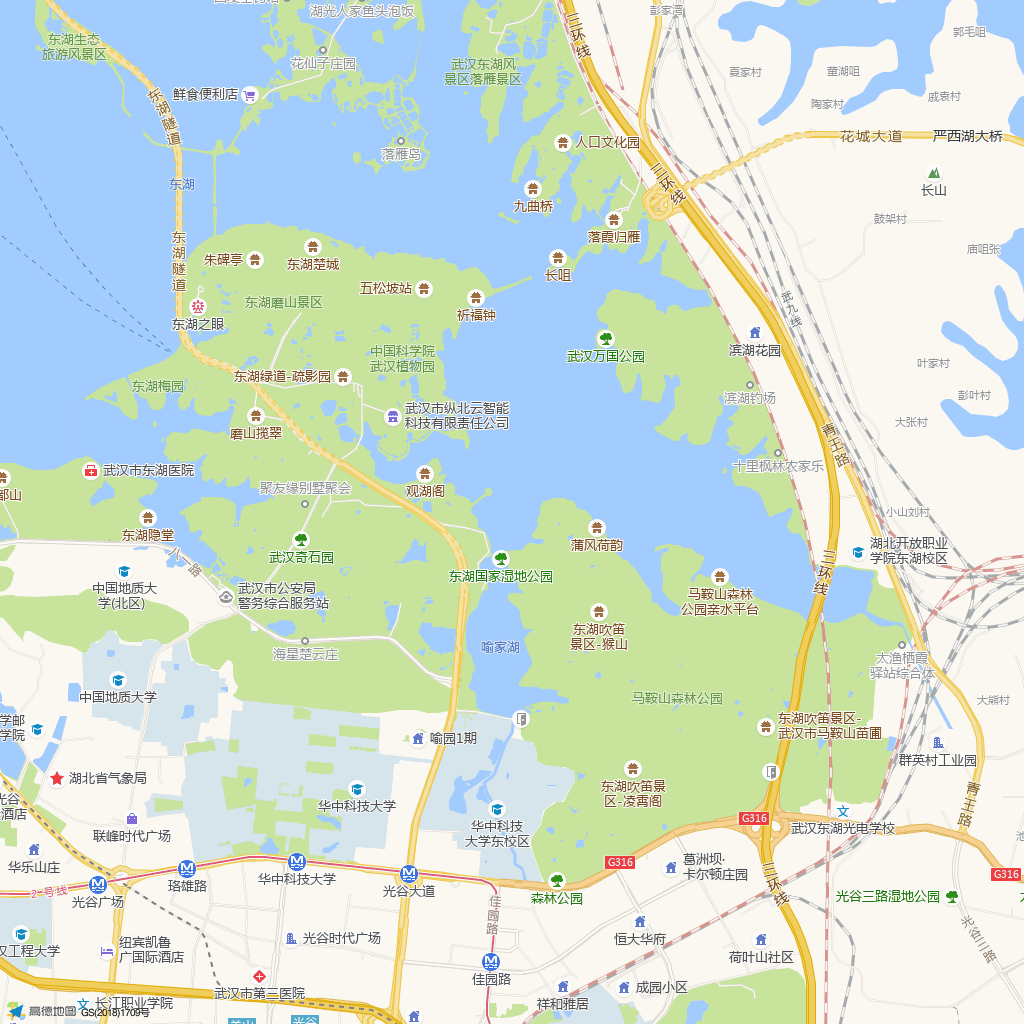 湖光人家鱼头泡饭
彭家湾
郭毛咀
东湖生态
旅游风景区
花仙子庄园
武汉东湖风
景区落雁景区
三环线
夏家村
董湖咀
鲜食便利店
陶家村
戚袁村
东湖隧道
人口文化园
花城大道
严西湖大桥
落雁岛
东湖
三环线
长山
九曲桥
鼓架村
落霞归雁
东湖隧道
朱碑亭
东湖楚城
庙咀张
长咀
五松坡站
东湖磨山景区
祈福钟
武九线
东湖之眼
滨湖花园
中国科学院
武汉植物园
武汉万国公园
叶家村
东湖绿道-疏影园
东湖梅园
滨湖钓场
彭叶村
武汉市纵北云智能
科技有限责任公司
磨山揽翠
大张村
青王路
武汉市东湖医院
十里枫林农家乐
观湖阁
聚友缘别墅聚会
都山
小山刘村
东湖隐堂
蒲风荷韵
八一路
武汉奇石园
湖北开放职业
学院东湖校区
三环线
东湖国家湿地公园
中国地质大
学(北区)
武汉市公安局
警务综合服务站
马鞍山森林
公园亲水平台
东湖吹笛
景区-猴山
海星楚云庄
喻家湖
太渔栖霞
驿站综合体
中国地质大学
马鞍山森林公园
大熊村
学邮
学院
东湖吹笛景区-
武汉市马鞍山苗圃
喻园1期
群英村工业园
湖北省气象局
东湖吹笛景
区-凌霄阁
青王路
光谷
酒店
华中科技大学
G316
联峰时代广场
华中科技
大学东校区
武汉东湖光电学校
华乐山庄
葛洲坝·
卡尔顿庄园
G316
珞雄路
华中科技大学
光谷大道
G316
2号线
光谷广场
森林公园
三环线
光谷三路湿地公园
佳园路
光谷三路
汉工程大学
纽宾凯鲁
广国际酒店
光谷时代广场
恒大华府
荷叶山社区
佳园路
武汉市第三医院
成园小区
长江职业学院
祥和雅居
高德地图
GS(2018)1709号
光谷